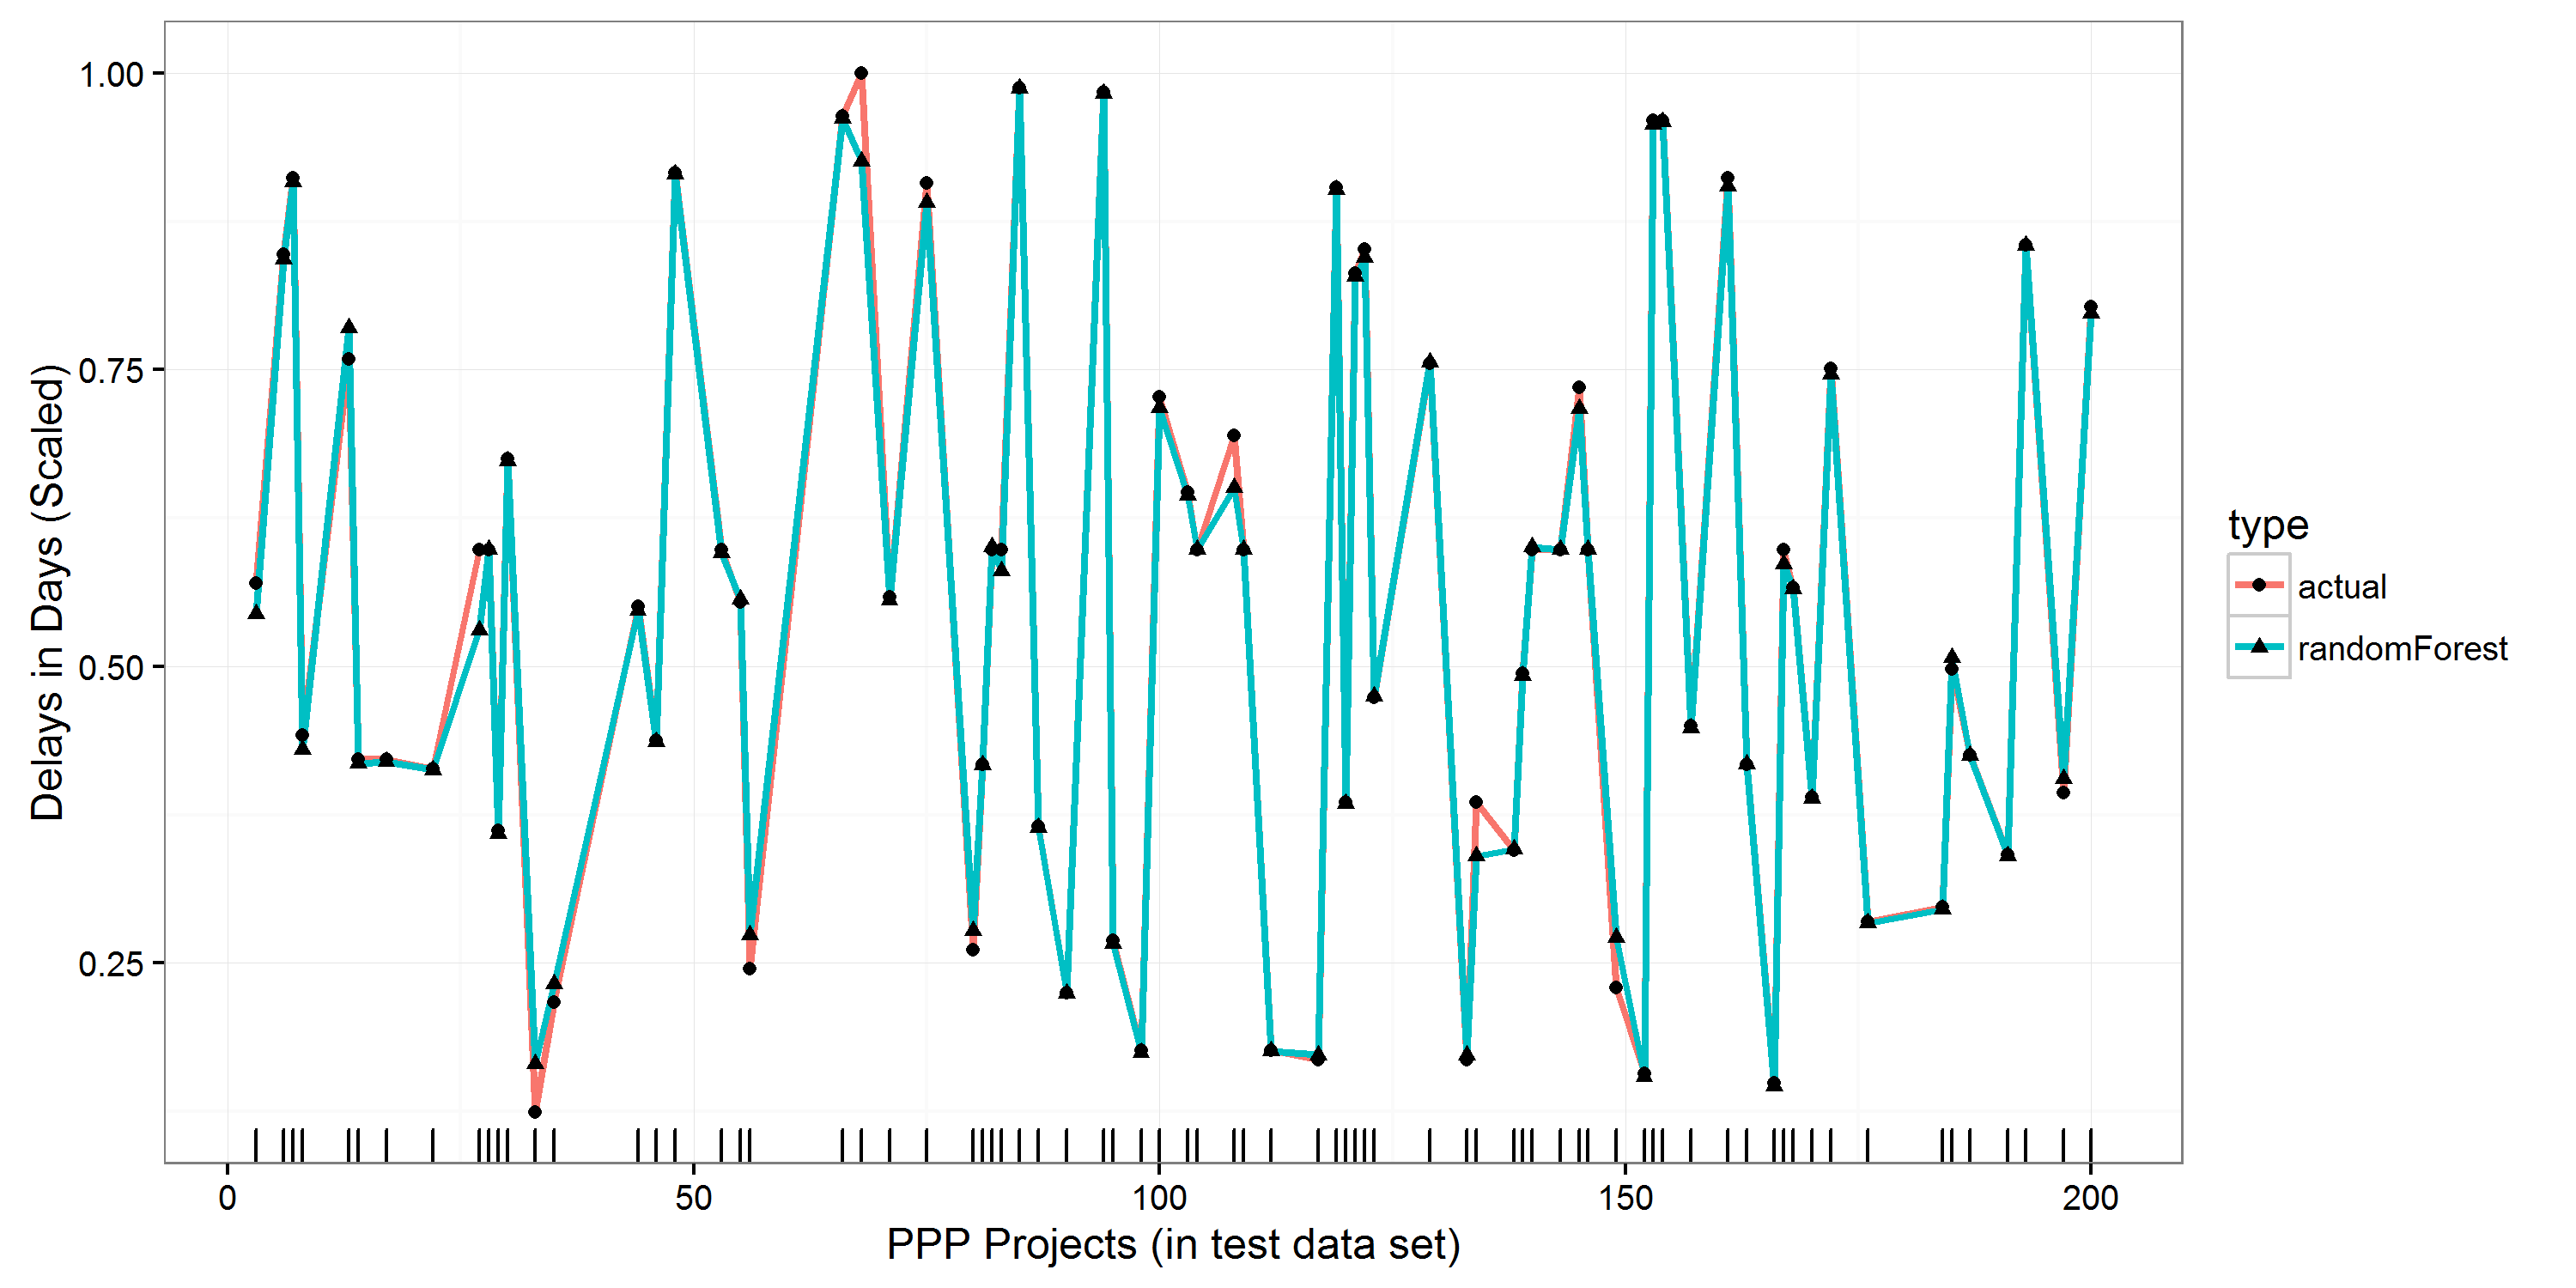 1.00
0.75
0.50
0.25
Delays in Days (Scaled)
0
50
100
150
200
PPP Projects (in test data set)
type
actual
randomForest